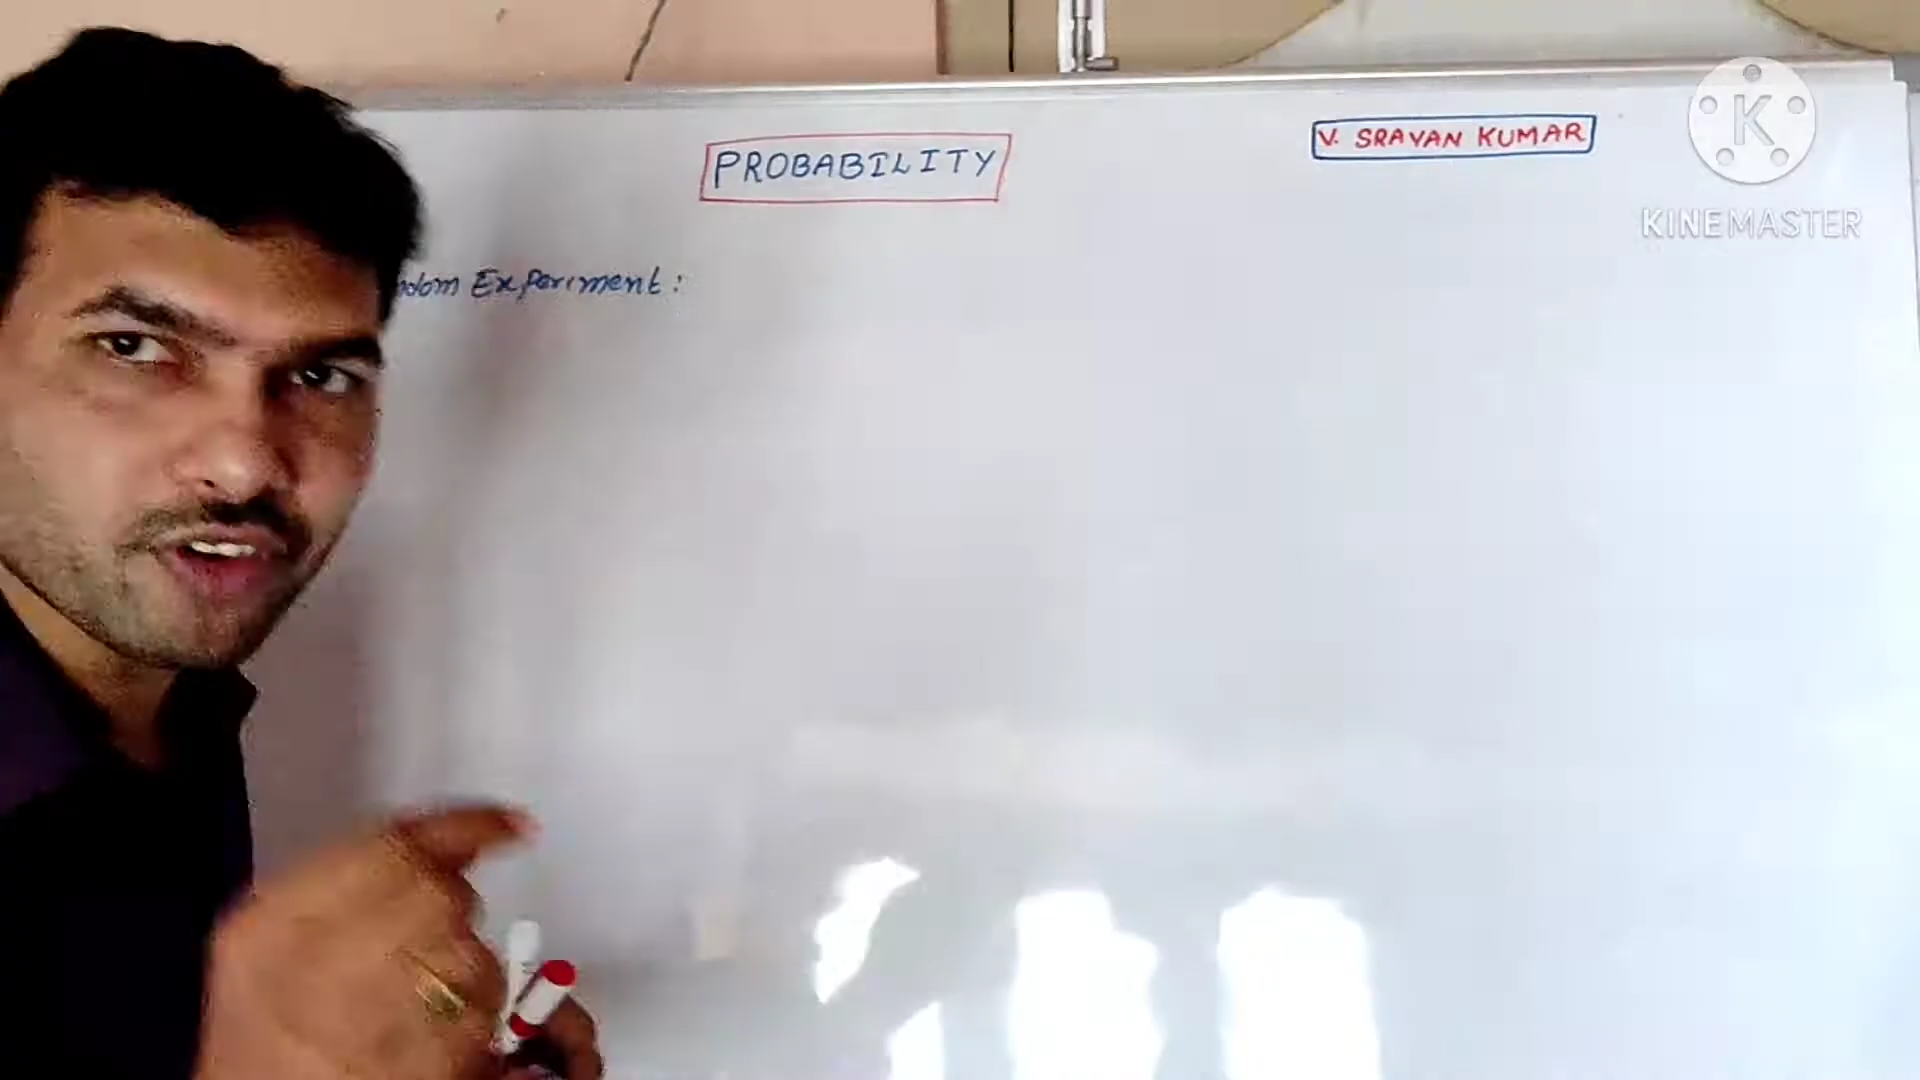 PROBABILITY
V. SRAVAN KUMAR
K
KINEMASTER
Experiment: